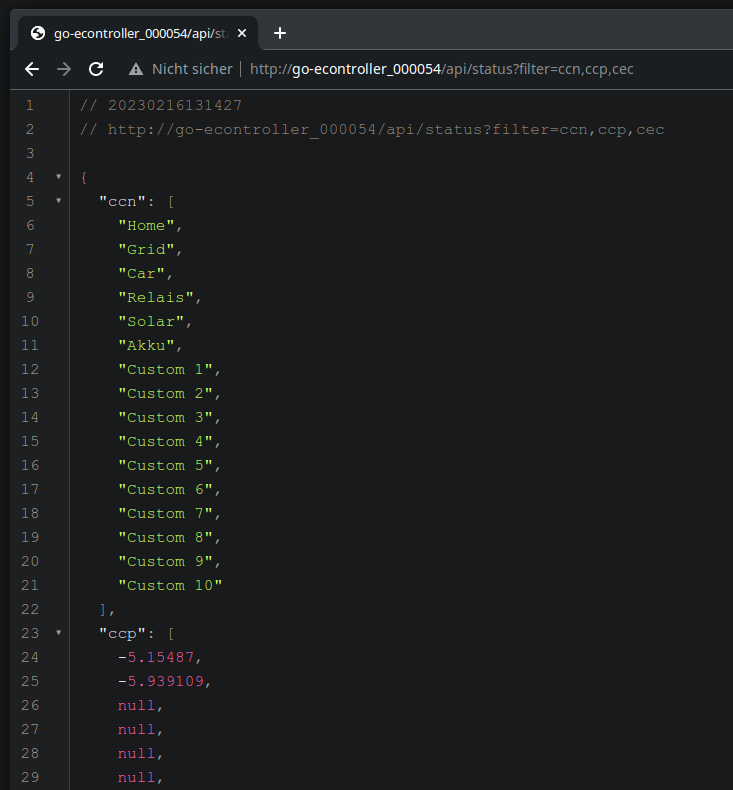 go-econtroller_000054/api/st
Nicht sicher | http://go-econtroller_000054/api/status?filter=ccn,ccp,cec
1 // 20230216131427
2 // http://go-econtroller_000054/api/status?filter=ccn,ccp,cec
3
4 {
5 "ccn": [
6 "Home",
7 "Grid",
8 "Car",
9 "Relais",
10 "Solar",
11 "Akku",
12 "Custom 1",
13 "Custom 2",
14 "Custom 3",
15 "Custom 4",
16 "Custom 5",
17 "Custom 6",
18 "Custom 7",
19 "Custom 8",
20 "Custom 9",
21 "Custom 10"
22 ],
23 "ccp": [
24 -5.15487,
25 -5.939109,
26 null,
27 null,
28 null,
29 null,